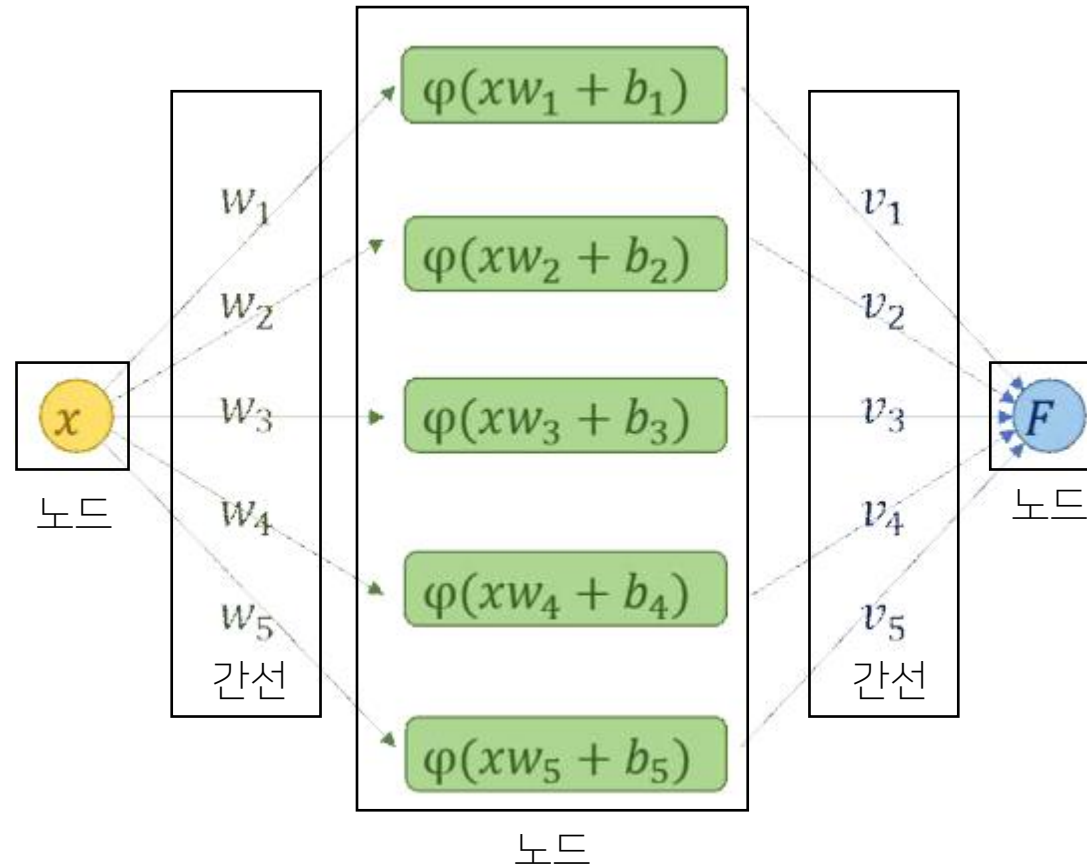 φ(xw₁ + b₁)
w₁
v₁
φ(xw₂ + b₂)
w₂
v₂
x
w₃
φ(xw₃ + b₃)
v₃
F
노드
노드
w₄
v₄
φ(xw₄ + b₄)
w₅
v₅
간선
간선
φ(xw₅ + b₅)
노드